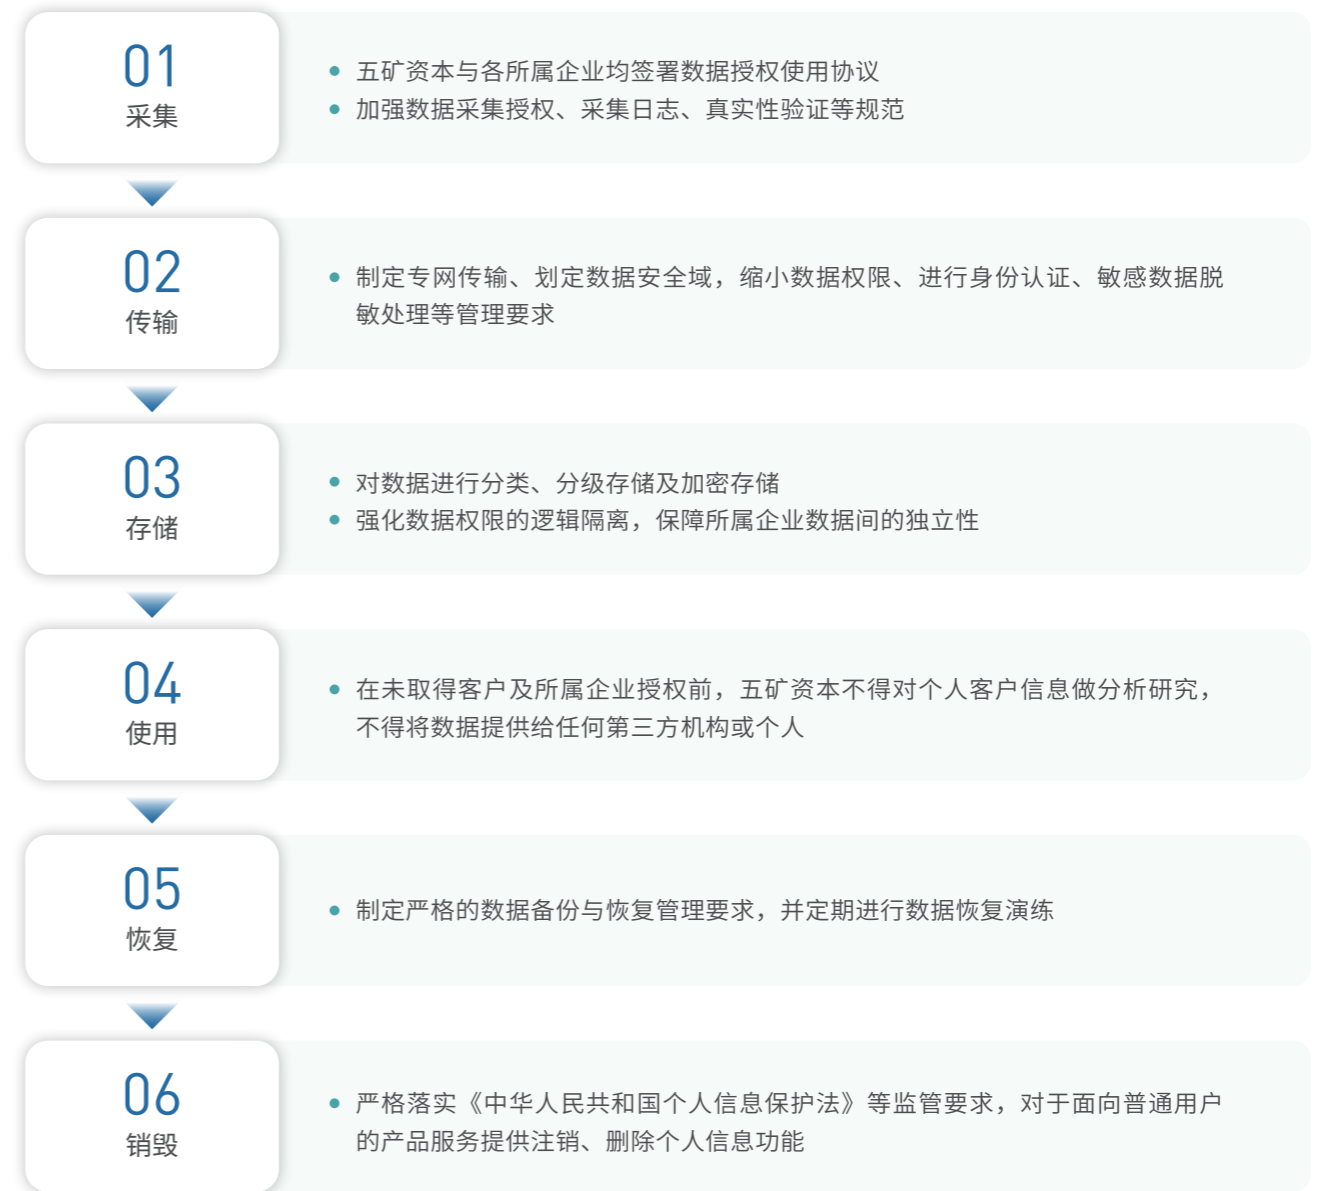 01
采集
五矿资本与各所属企业均签署数据授权使用协议
加强数据采集授权、采集日志、真实性验证等规范
02
传输
制定专网传输、划定数据安全域，缩小数据权限、进行身份认证、敏感数据脱
敏处理等管理要求
03
存储
对数据进行分类、分级存储及加密存储
强化数据权限的逻辑隔离，保障所属企业数据间的独立性
04
使用
在未取得客户及所属企业授权前，五矿资本不得对个人客户信息做分析研究，
不得将数据提供给任何第三方机构或个人
05
恢复
制定严格的数据备份与恢复管理要求，并定期进行数据恢复演练
06
销毁
严格落实《中华人民共和国个人信息保护法》等监管要求，对于面向普通用户
的产品服务提供注销、删除个人信息功能